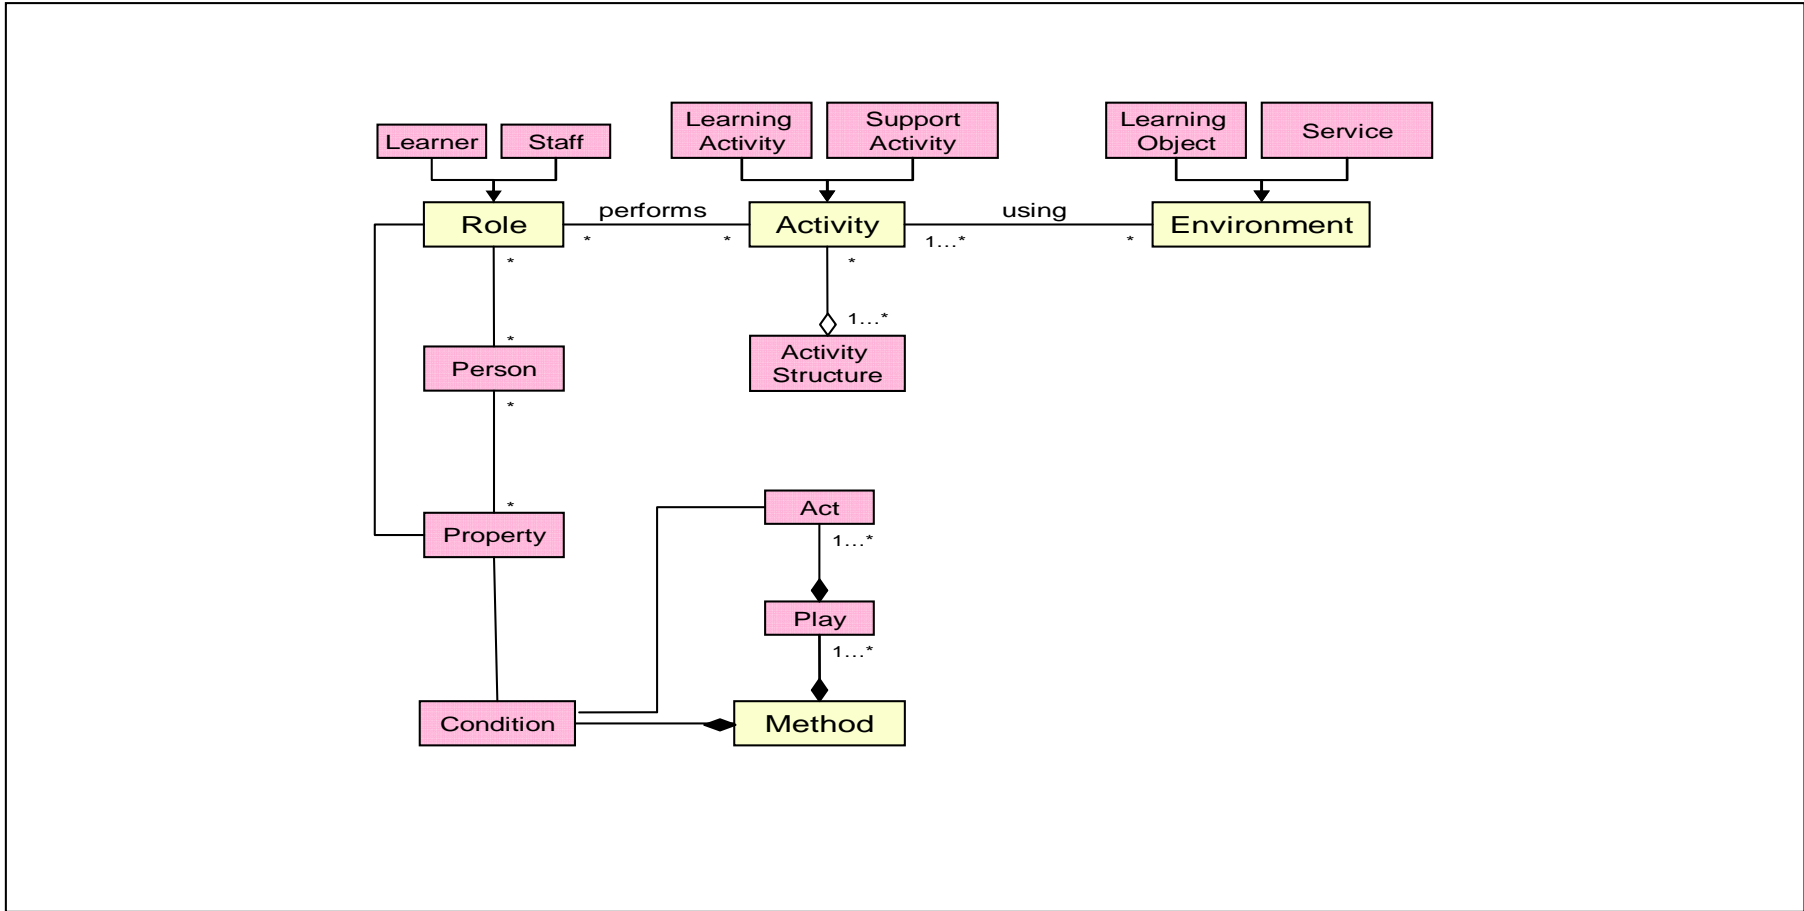 Learning
Activity
Support
Activity
Learning
Object
Service
Learner
Staff
performs
using
Role
Activity
Environment
*
*
1...*
*
*
*
1...*
*
Activity
Structure
Person
*
*
Property
Act
1...*
Play
1...*
Condition
Method